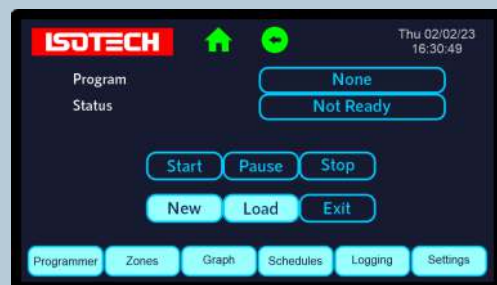 ISOTECH
Thu 02/02/23
16:30:49
Program None
Status Not Ready
Start Pause Stop
New Load Exit
Programmer Zones Graph Schedules Logging Settings